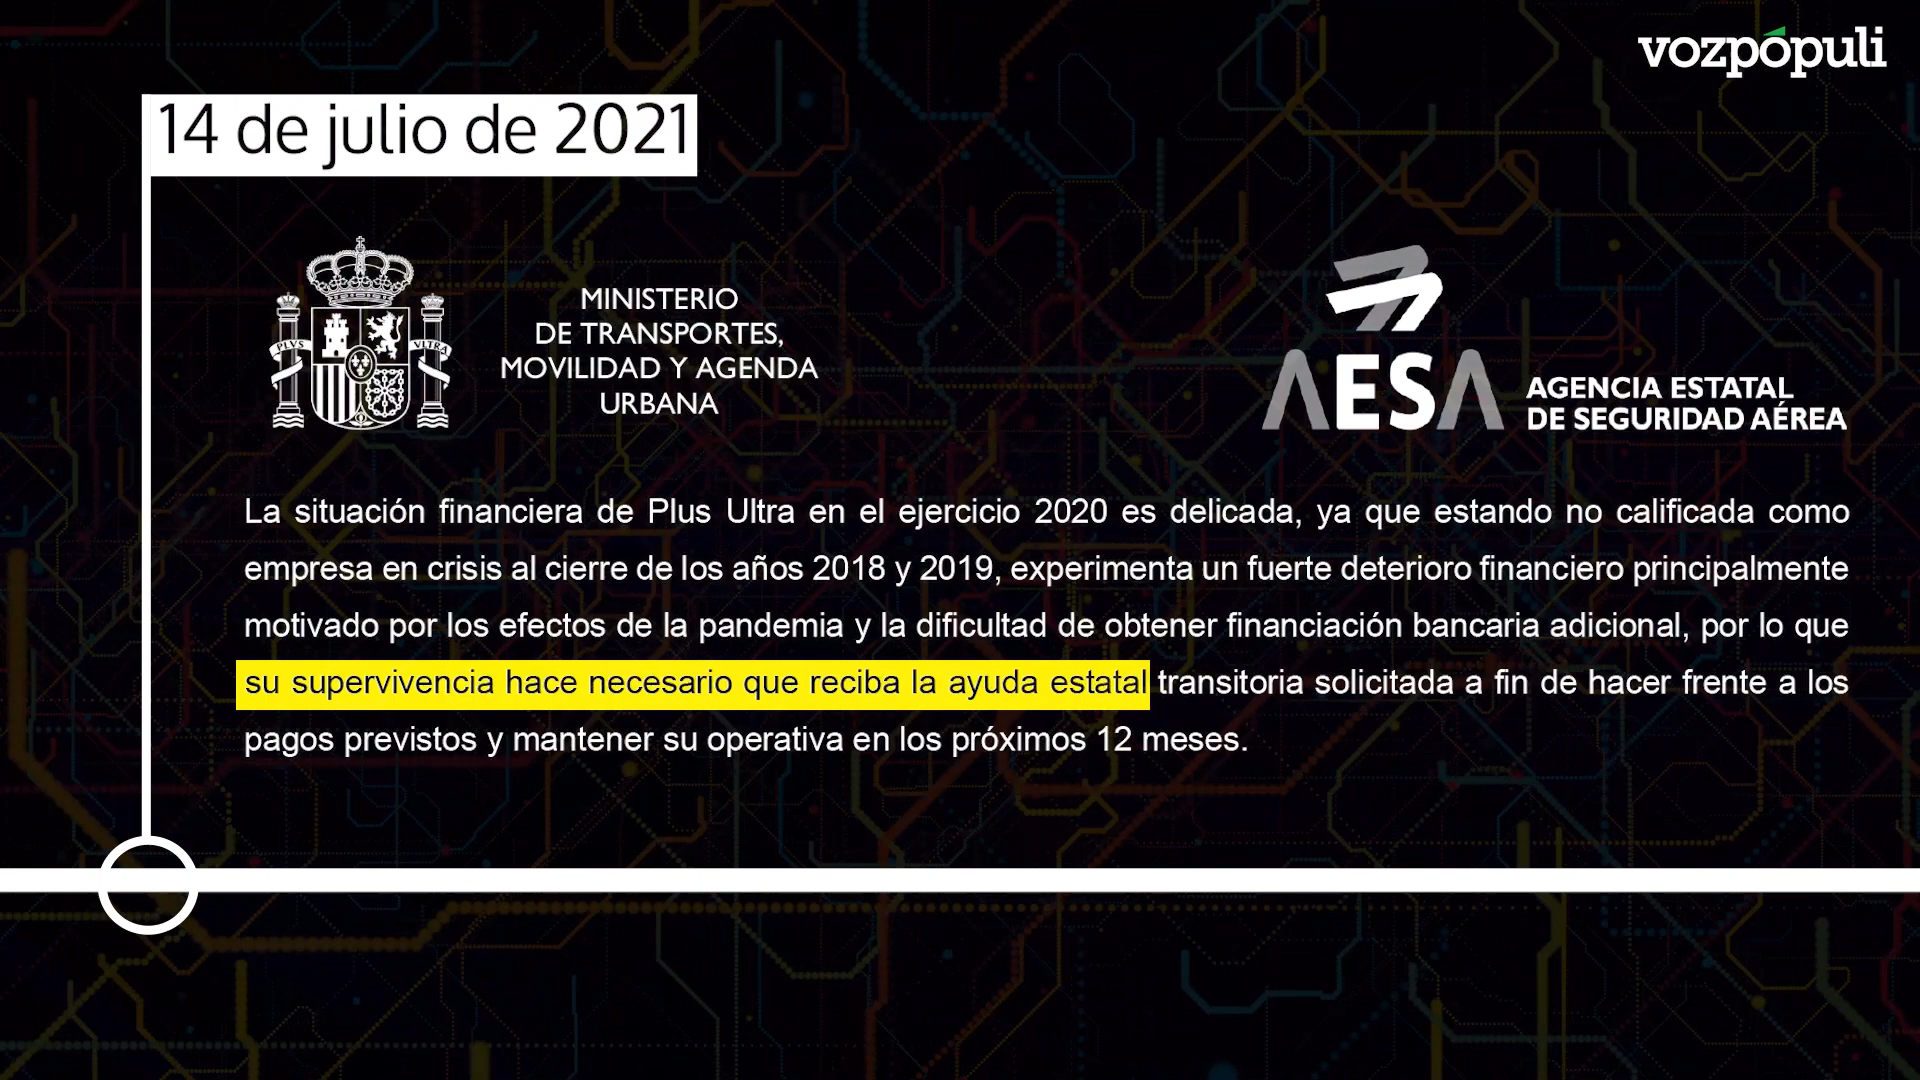 vozpópuli
14 de julio de 2021
PLVS VLTRA
MINISTERIO
DE TRANSPORTES,
MOVILIDAD Y AGENDA
URBANA
AESA
AGENCIA ESTATAL
DE SEGURIDAD AÉREA
La situación financiera de Plus Ultra en el ejercicio 2020 es delicada, ya que estando no calificada como
empresa en crisis al cierre de los años 2018 y 2019, experimenta un fuerte deterioro financiero principalmente
motivado por los efectos de la pandemia y la dificultad de obtener financiación bancaria adicional, por lo que
su supervivencia hace necesario que reciba la ayuda estatal transitoria solicitada a fin de hacer frente a los
pagos previstos y mantener su operativa en los próximos 12 meses.